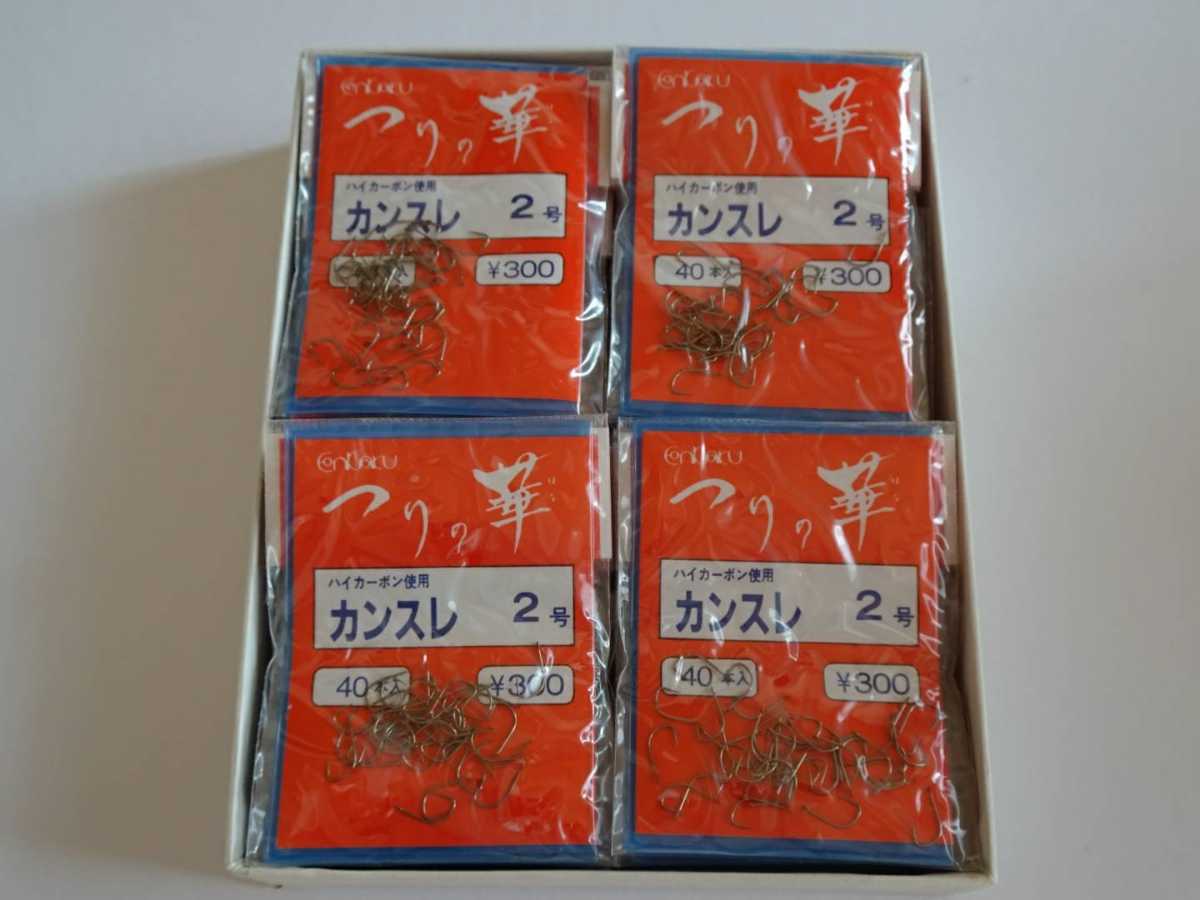 つりの華
ハイカーボン使用
カンスレ 2号
¥300
つりの華
ハイカーボン使用
カンスレ 2号
40本入 ¥300
つりの華
ハイカーボン使用
カンスレ 2号
40本入 ¥300
つりの華
ハイカーボン使用
カンスレ 2号
40本入 ¥300